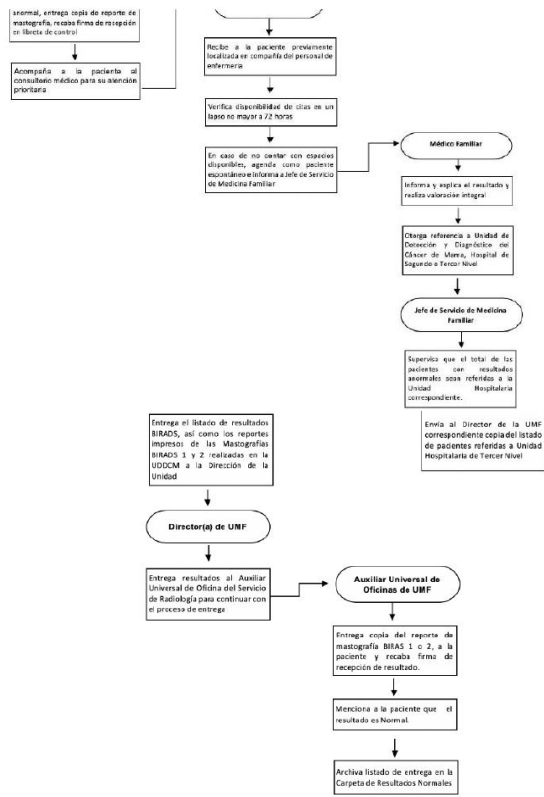 anormal, entrega copia de reporte de
mastografía, recaba firma de recepción
en libreta de control
Acompaña a la paciente al
consultorio médico para su atención
prioritaria
Recibe a la paciente previamente
localizada en compañía del personal de
enfermería
Verifica disponibilidad de citas en un
lapso no mayor a 72 horas
En caso de no contar con espacios
disponibles, agenda como paciente
espontáneo e informa a Jefe de Servicio
de Medicina Familiar
Médico Familiar
Informa y explica el resultado y
realiza valoración integral
Otorga referencia a Unidad de
Detección y Diagnóstico del
Cáncer de Mama, Hospital de
Segundo o Tercer Nivel
Jefe de Servicio de Medicina
Familiar
Supervisa que el total de las
pacientes con resultados
anormales sean referidas a la
Unidad Hospitalaria
correspondiente.
Envía al Director de la UMF
correspondiente copia del listado
de pacientes referidas a Unidad
Hospitalaria de Tercer Nivel
Entrega el listado de resultados
BIRADS, así como los reportes
impresos de las Mastografías
BIRADS 1 y 2 realizadas en la
UDDCM a la Dirección de la
Unidad
Director(a) de UMF
Entrega resultados al Auxiliar
Universal de Oficina del Servicio
de Radiología para continuar con
el proceso de entrega
Auxiliar Universal de
Oficinas de UMF
Entrega copia del reporte de
mastografía BIRAS 1 o 2, a la
paciente y recaba firma de
recepción de resultado.
Menciona a la paciente que el
resultado es Normal.
Archiva listado de entrega en la
Carpeta de Resultados Normales